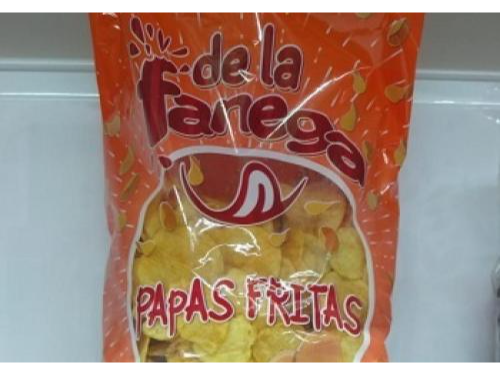 de la
fanega
PAPAS FRITAS